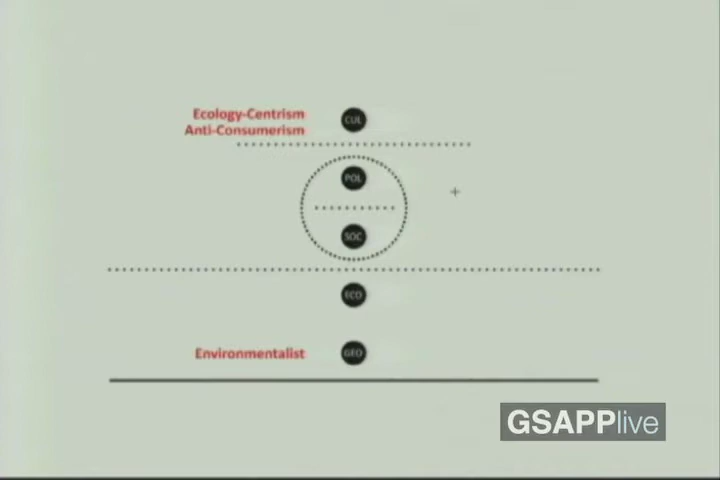 Ecology-Centrism
Anti-Consumerism
CUL
POL
SOC
ECO
Environmentalist
GEO
GSAPPlive